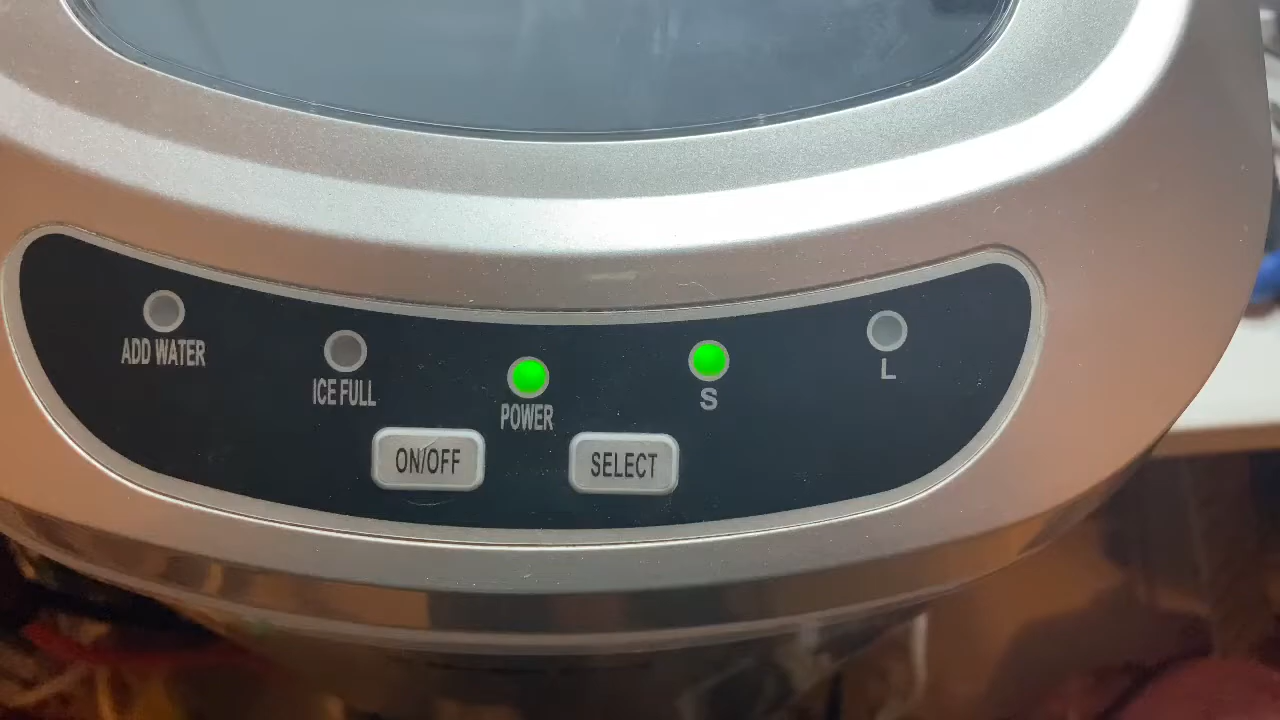 ADD WATER
ICE FULL
POWER
S
L
ON/OFF
SELECT